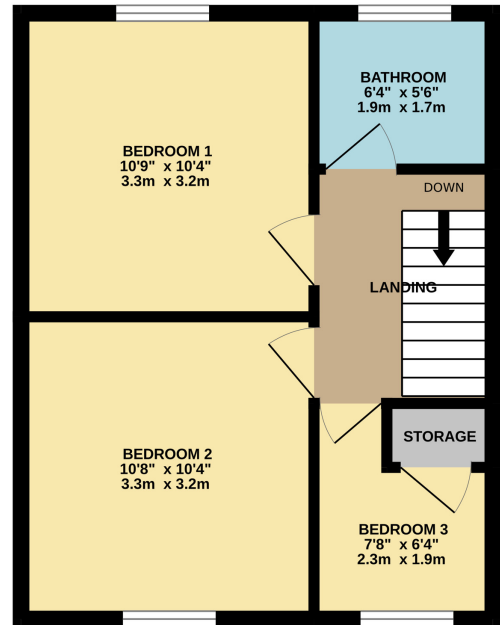 BATHROOM
6'4" x 5'6"
1.9m x 1.7m
BEDROOM 1
10'9" x 10'4"
3.3m x 3.2m
DOWN
LANDING
STORAGE
BEDROOM 2
10'8" x 10'4"
3.3m x 3.2m
BEDROOM 3
7'8" x 6'4"
2.3m x 1.9m